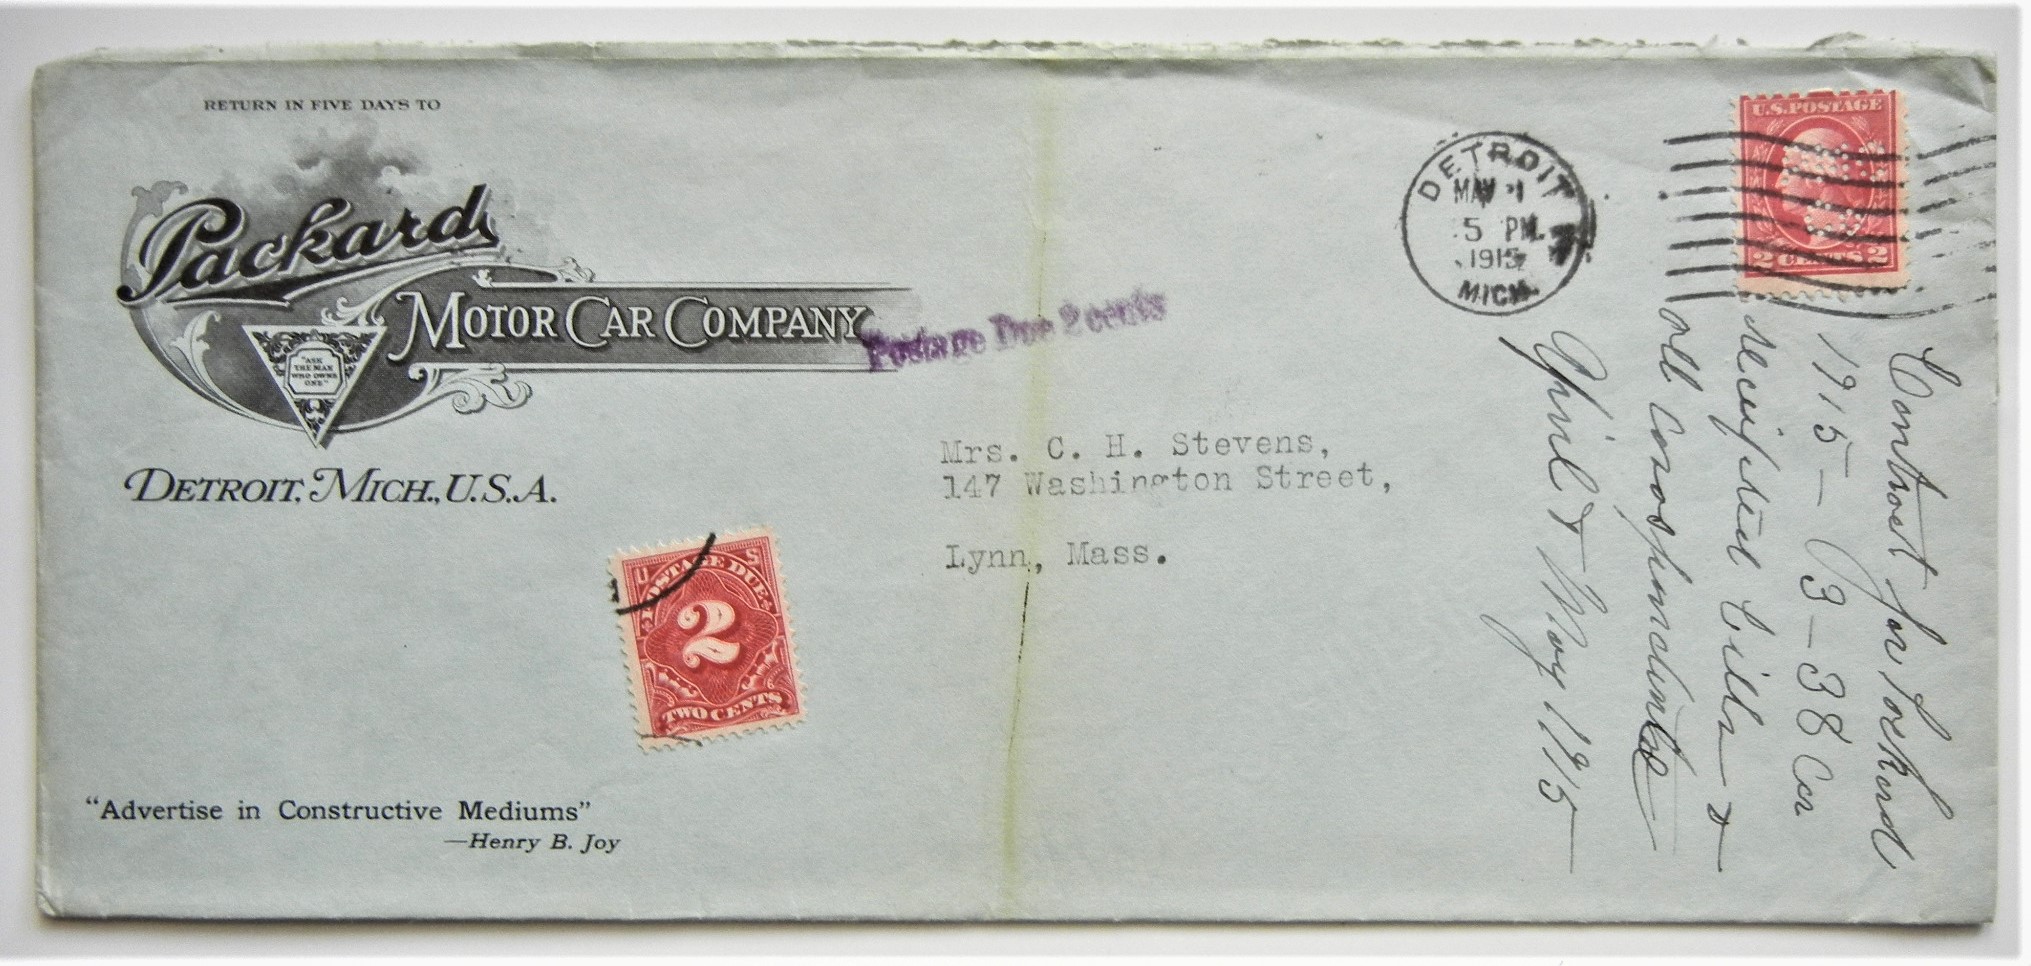 RETURN IN FIVE DAYS TO
Packard
MOTOR CAR COMPANY
"ASK
THE MAN
WHO OWNS
ONE"
DETROIT, MICH., U.S.A.
Postage Due 2 cents
DETROIT
MAY 1
5 PM
1915
MICH.
U.S. POSTAGE
2 CENTS 2
Mrs. C. H. Stevens,
147 Washington Street,
Lynn, Mass.
U S
POSTAGE DUE
2
TWO CENTS
"Advertise in Constructive Mediums"
—Henry B. Joy
Contract for Packard
1915 — 3-38 Car
receipted bills &
all correspondence
April & May 1915